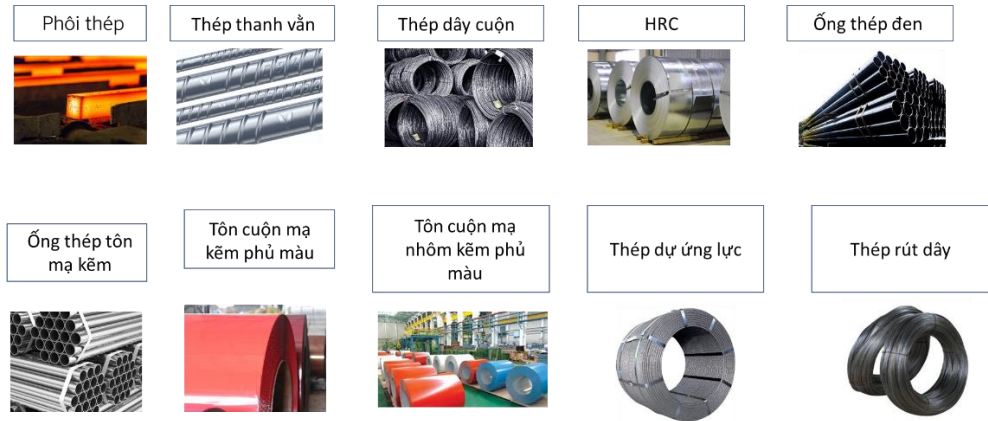 Phôi thép
Thép thanh vằn
Thép dây cuộn
HRC
Ống thép đen
Ống thép tôn
mạ kẽm
Tôn cuộn mạ
kẽm phủ màu
Tôn cuộn mạ
nhôm kẽm phủ
màu
Thép dự ứng lực
Thép rút dây